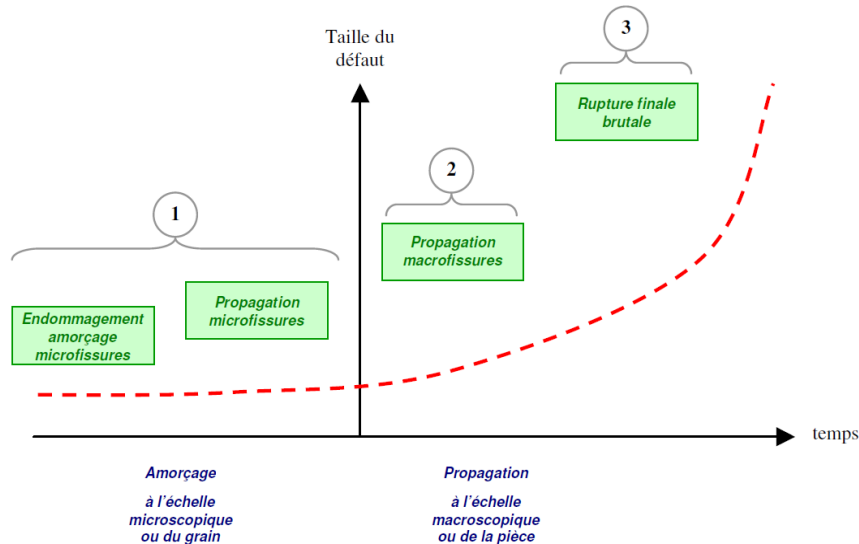 3
Taille du
défaut
Rupture finale
brutale
2
1
Propagation
macrofissures
Propagation
microfissures
Endommagement
amorçage
microfissures
temps
Amorçage
à l'échelle
microscopique
ou du grain
Propagation
à l'échelle
macroscopique
ou de la pièce